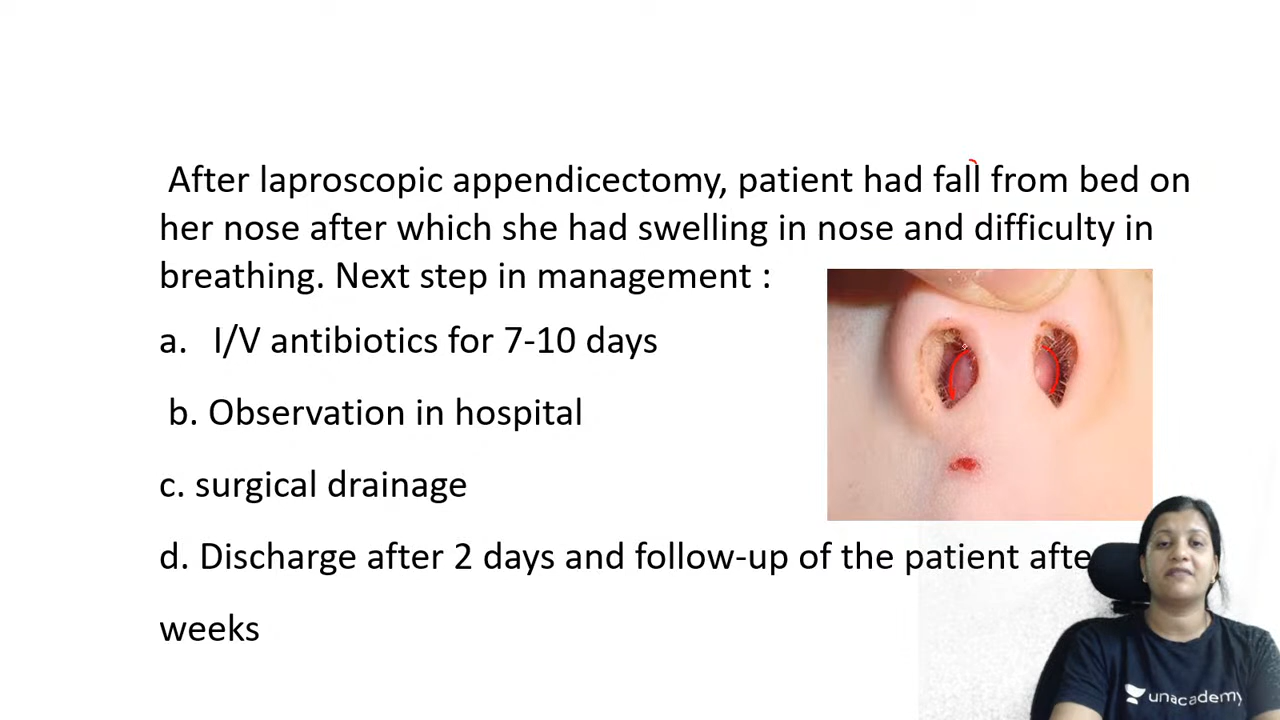 After laproscopic appendicectomy, patient had fall from bed on
her nose after which she had swelling in nose and difficulty in
breathing. Next step in management :
a. I/V antibiotics for 7-10 days
b. Observation in hospital
c. surgical drainage
d. Discharge after 2 days and follow-up of the patient afte
weeks
unacademy